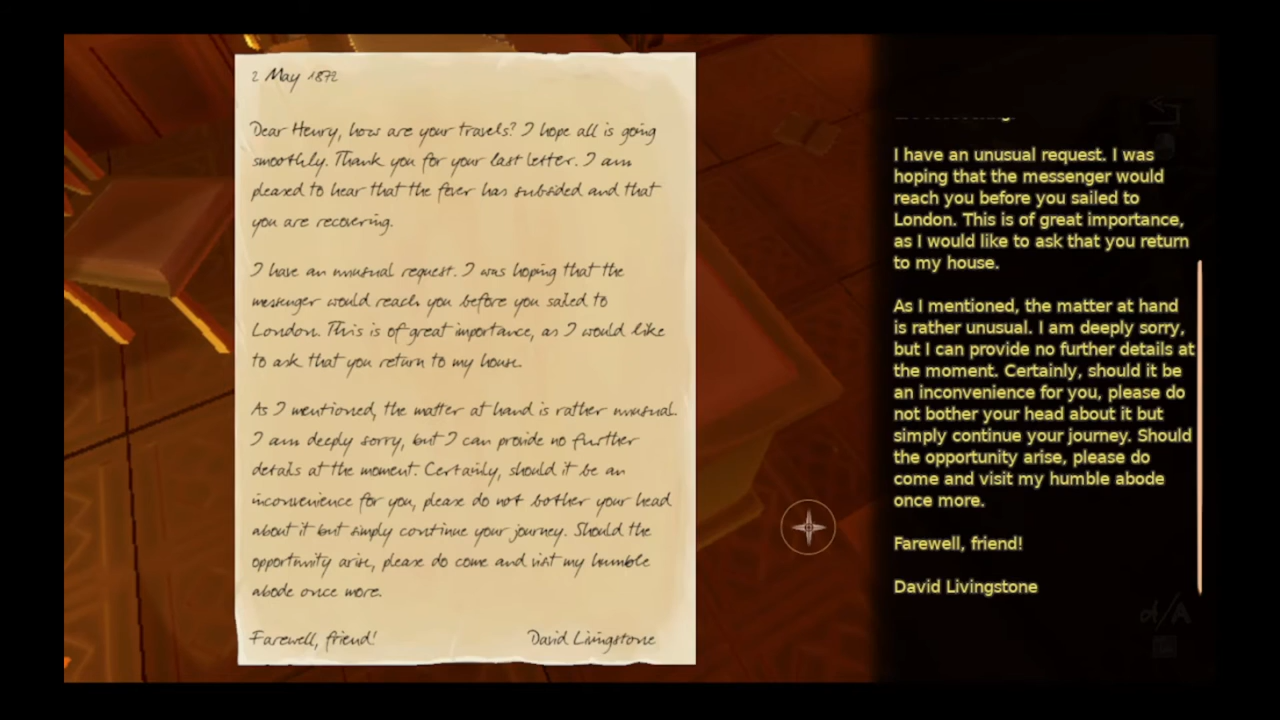 2 May 1872
Dear Henry, how are your travels? I hope all is going
smoothly. Thank you for your last letter. I am
pleased to hear that the fever has subsided and that
you are recovering.
I have an unusual request. I was hoping that the
messenger would reach you before you sailed to
London. This is of great importance, as I would like
to ask that you return to my house.
As I mentioned, the matter at hand is rather unusual.
I am deeply sorry, but I can provide no further
details at the moment. Certainly, should it be an
inconvenience for you, please do not bother your head
about it but simply continue your journey. Should the
opportunity arise, please do come and visit my humble
abode once more.
Farewell, friend! David Livingstone
I have an unusual request. I was
hoping that the messenger would
reach you before you sailed to
London. This is of great importance,
as I would like to ask that you return
to my house.
As I mentioned, the matter at hand
is rather unusual. I am deeply sorry,
but I can provide no further details at
the moment. Certainly, should it be
an inconvenience for you, please do
not bother your head about it but
simply continue your journey. Should
the opportunity arise, please do
come and visit my humble abode
once more.
Farewell, friend!
David Livingstone